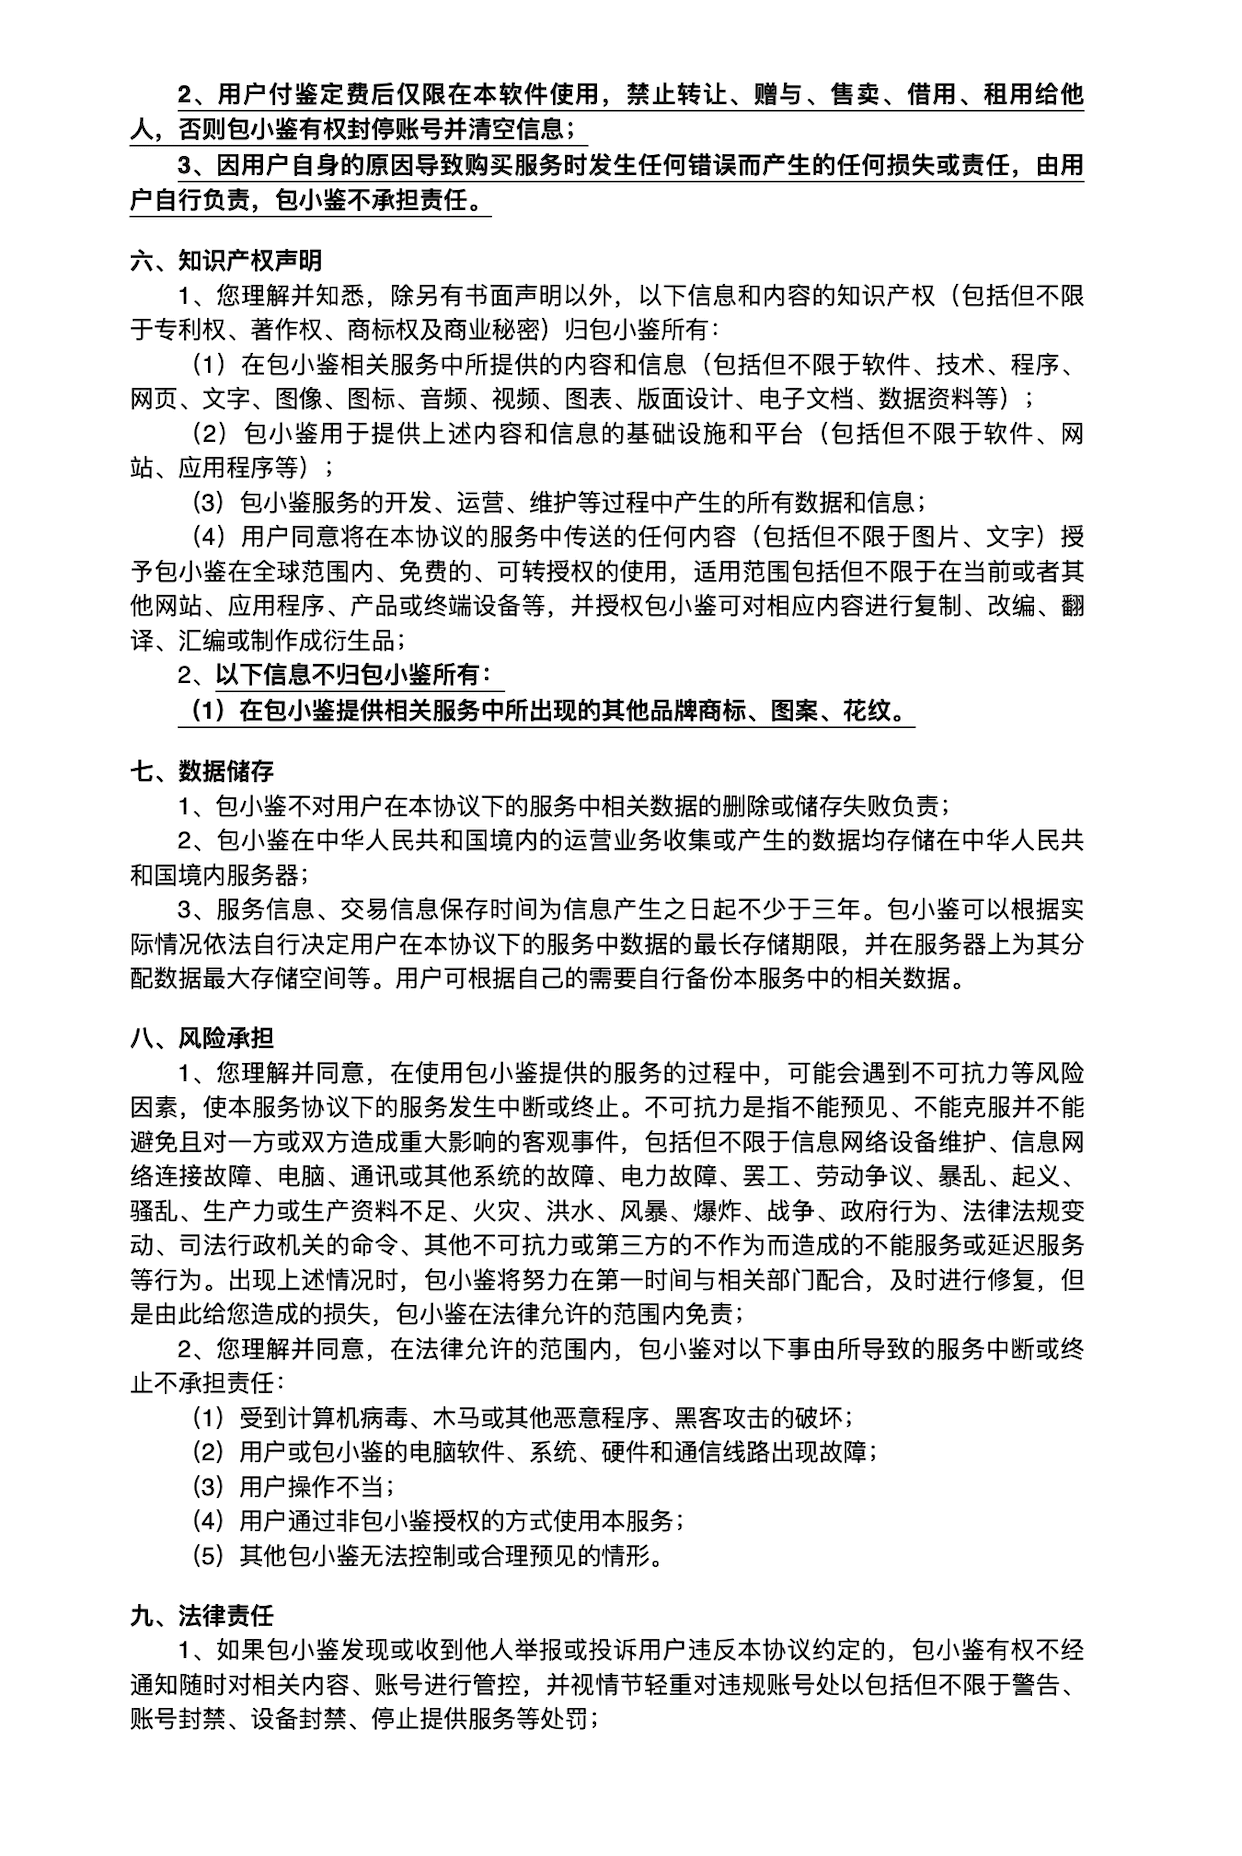 2、用户付鉴定费后仅限在本软件使用，禁止转让、赠与、售卖、借用、租用给他
人，否则包小鉴有权封停账号并清空信息；
3、因用户自身的原因导致购买服务时发生任何错误而产生的任何损失或责任，由用
户自行负责，包小鉴不承担责任。
六、知识产权声明
1、您理解并知悉，除另有书面声明以外，以下信息和内容的知识产权（包括但不限
于专利权、著作权、商标权及商业秘密）归包小鉴所有：
（1）在包小鉴相关服务中所提供的内容和信息（包括但不限于软件、技术、程序、
网页、文字、图像、图标、音频、视频、图表、版面设计、电子文档、数据资料等）；
（2）包小鉴用于提供上述内容和信息的基础设施和平台（包括但不限于软件、网
站、应用程序等）；
（3）包小鉴服务的开发、运营、维护等过程中产生的所有数据和信息；
（4）用户同意将在本协议的服务中传送的任何内容（包括但不限于图片、文字）授
予包小鉴在全球范围内、免费的、可转授权的使用，适用范围包括但不限于在当前或者其
他网站、应用程序、产品或终端设备等，并授权包小鉴可对相应内容进行复制、改编、翻
译、汇编或制作成衍生品；
2、以下信息不归包小鉴所有：
（1）在包小鉴提供相关服务中所出现的其他品牌商标、图案、花纹。
七、数据储存
1、包小鉴不对用户在本协议下的服务中相关数据的删除或储存失败负责；
2、包小鉴在中华人民共和国境内的运营业务收集或产生的数据均存储在中华人民共
和国境内服务器；
3、服务信息、交易信息保存时间为信息产生之日起不少于三年。包小鉴可以根据实
际情况依法自行决定用户在本协议下的服务中数据的最长存储期限，并在服务器上为其分
配数据最大存储空间等。用户可根据自己的需要自行备份本服务中的相关数据。
八、风险承担
1、您理解并同意，在使用包小鉴提供的服务的过程中，可能会遇到不可抗力等风险
因素，使本服务协议下的服务发生中断或终止。不可抗力是指不能预见、不能克服并不能
避免且对一方或双方造成重大影响的客观事件，包括但不限于信息网络设备维护、信息网
络连接故障、电脑、通讯或其他系统的故障、电力故障、罢工、劳动争议、暴乱、起义、
骚乱、生产力或生产资料不足、火灾、洪水、风暴、爆炸、战争、政府行为、法律法规变
动、司法行政机关的命令、其他不可抗力或第三方的不作为而造成的不能服务或延迟服务
等行为。出现上述情况时，包小鉴将努力在第一时间与相关部门配合，及时进行修复，但
是由此给您造成的损失，包小鉴在法律允许的范围内免责；
2、您理解并同意，在法律允许的范围内，包小鉴对以下事由所导致的服务中断或终
止不承担责任：
（1）受到计算机病毒、木马或其他恶意程序、黑客攻击的破坏；
（2）用户或包小鉴的电脑软件、系统、硬件和通信线路出现故障；
（3）用户操作不当；
（4）用户通过非包小鉴授权的方式使用本服务；
（5）其他包小鉴无法控制或合理预见的情形。
九、法律责任
1、如果包小鉴发现或收到他人举报或投诉用户违反本协议约定的，包小鉴有权不经
通知随时对相关内容、账号进行管控，并视情节轻重对违规账号处以包括但不限于警告、
账号封禁、设备封禁、停止提供服务等处罚；